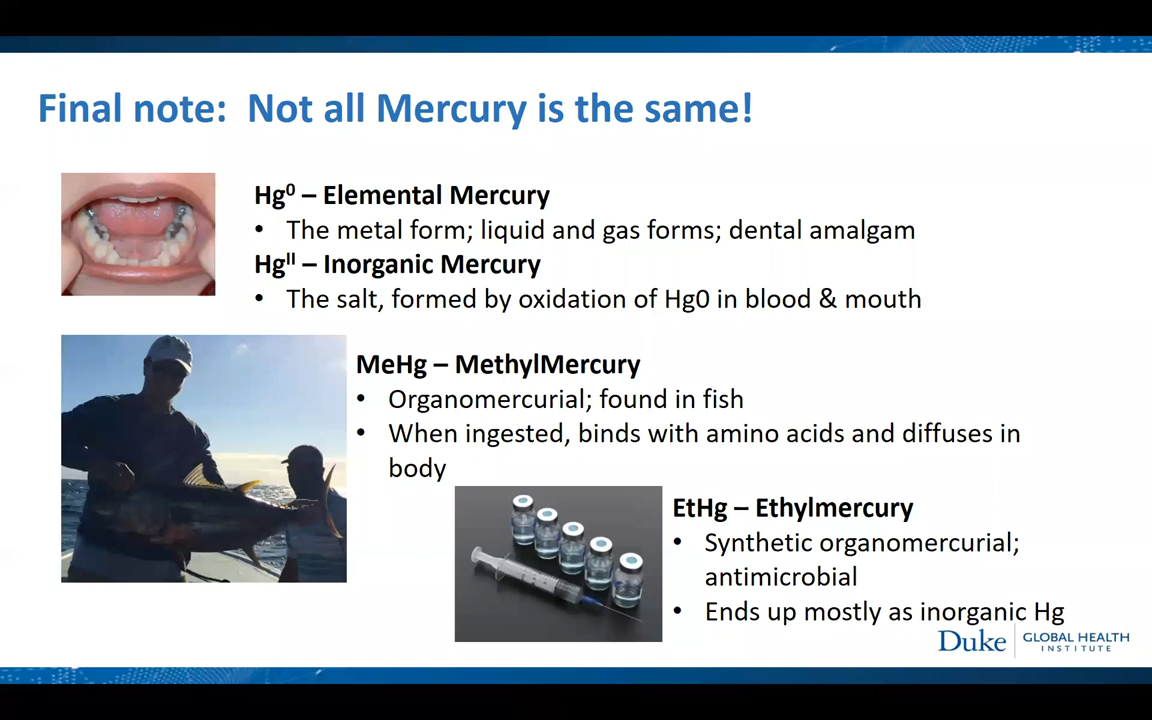 Final note:  Not all Mercury is the same!
Hg⁰ – Elemental Mercury
• The metal form; liquid and gas forms; dental amalgam
Hgᴵᴵ – Inorganic Mercury
• The salt, formed by oxidation of Hg0 in blood & mouth
MeHg – MethylMercury
• Organomercurial; found in fish
• When ingested, binds with amino acids and diffuses in
body
EtHg – Ethylmercury
• Synthetic organomercurial;
antimicrobial
• Ends up mostly as inorganic Hg
Duke GLOBAL HEALTH
INSTITUTE